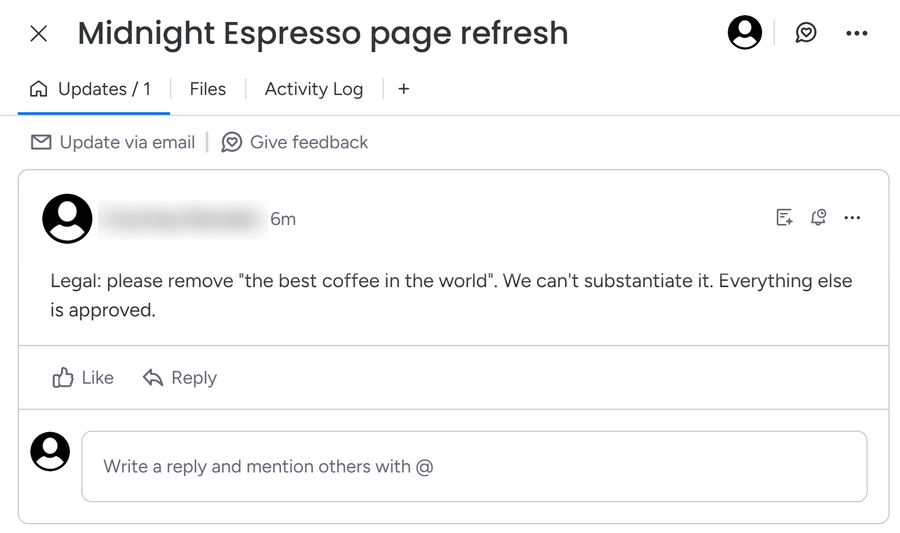 Midnight Espresso page refresh
Updates / 1
Files
Activity Log
+
Update via email
Give feedback
6m
Legal: please remove "the best coffee in the world". We can't substantiate it. Everything else
is approved.
Like
Reply
Write a reply and mention others with @